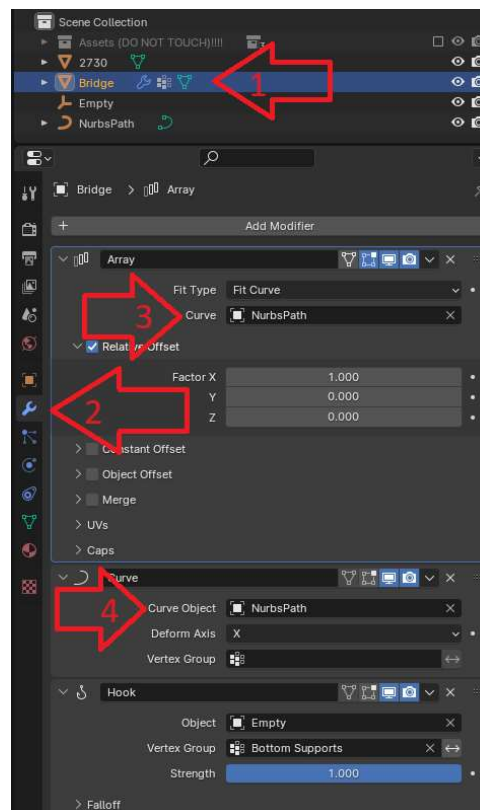 Scene Collection
Assets (DO NOT TOUCH)!!!!
2730
Bridge
1
Empty
NurbsPath
Bridge > Array
+ Add Modifier
Array
Fit Type Fit Curve
3 Curve NurbsPath
Relative Offset
Factor X 1.000
2 Y 0.000
Z 0.000
Constant Offset
Object Offset
Merge
UVs
Caps
Curve
4 Curve Object NurbsPath
Deform Axis X
Vertex Group
Hook
Object Empty
Vertex Group Bottom Supports
Strength 1.000
Falloff